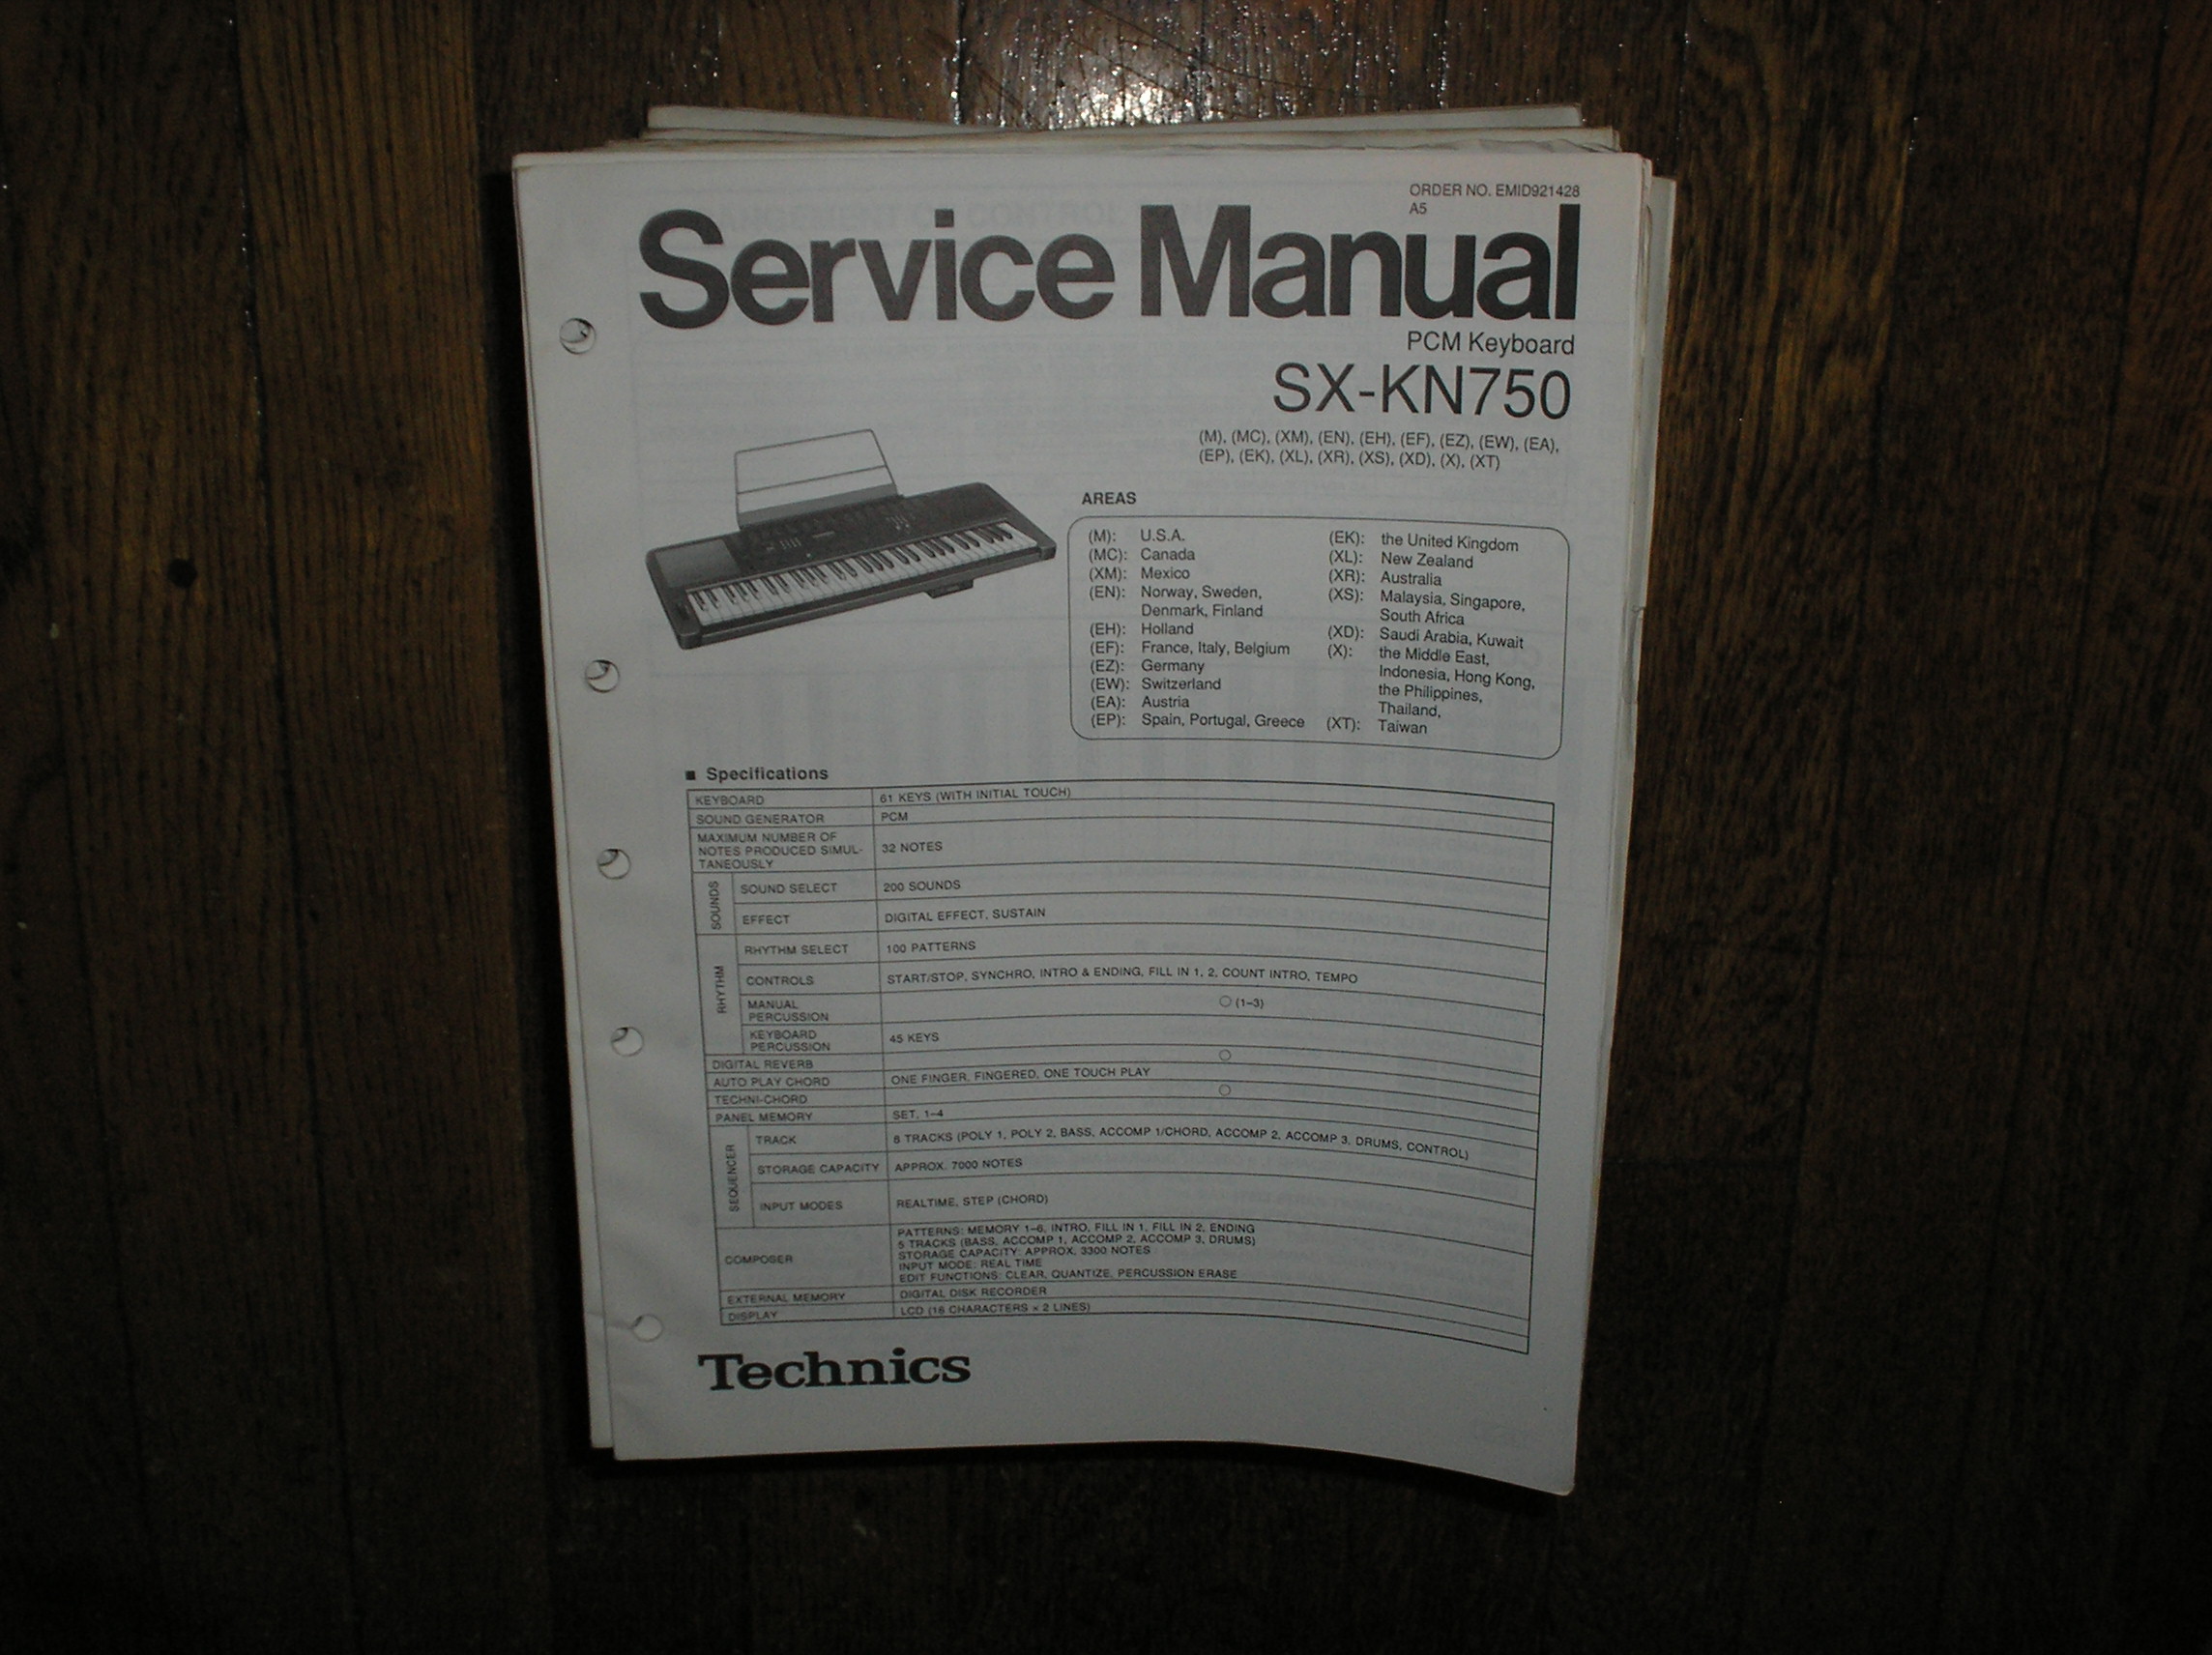 ORDER NO. EMID921428
A5
Service Manual
PCM Keyboard
SX-KN750
(M), (MC), (XM), (EN), (EH), (EF), (EZ), (EW), (EA),
(EP), (EK), (XL), (XR), (XS), (XD), (X), (XT)
AREAS
(M): U.S.A.
(MC): Canada
(XM): Mexico
(EN): Norway, Sweden,
Denmark, Finland
(EH): Holland
(EF): France, Italy, Belgium
(EZ): Germany
(EW): Switzerland
(EA): Austria
(EP): Spain, Portugal, Greece
(EK): the United Kingdom
(XL): New Zealand
(XR): Australia
(XS): Malaysia, Singapore,
South Africa
(XD): Saudi Arabia, Kuwait
(X): the Middle East,
Indonesia, Hong Kong,
the Philippines,
Thailand,
(XT): Taiwan
■ Specifications
KEYBOARD 61 KEYS (WITH INITIAL TOUCH)
SOUND GENERATOR PCM
MAXIMUM NUMBER OF
NOTES PRODUCED SIMUL-
TANEOUSLY
32 NOTES
SOUNDS
SOUND SELECT 200 SOUNDS
EFFECT DIGITAL EFFECT, SUSTAIN
RHYTHM
RHYTHM SELECT 100 PATTERNS
CONTROLS START/STOP, SYNCHRO, INTRO & ENDING, FILL IN 1, 2, COUNT INTRO, TEMPO
MANUAL
PERCUSSION
○ (1–3)
KEYBOARD
PERCUSSION
45 KEYS
DIGITAL REVERB ○
AUTO PLAY CHORD ONE FINGER, FINGERED, ONE TOUCH PLAY
TECHNI-CHORD ○
PANEL MEMORY SET, 1–4
SEQUENCER
TRACK 8 TRACKS (POLY 1, POLY 2, BASS, ACCOMP 1/CHORD, ACCOMP 2, ACCOMP 3, DRUMS, CONTROL)
STORAGE CAPACITY APPROX. 7000 NOTES
INPUT MODES REALTIME, STEP (CHORD)
COMPOSER
PATTERNS: MEMORY 1–6, INTRO, FILL IN 1, FILL IN 2, ENDING
5 TRACKS (BASS, ACCOMP 1, ACCOMP 2, ACCOMP 3, DRUMS)
STORAGE CAPACITY: APPROX. 3300 NOTES
INPUT MODE: REAL TIME
EDIT FUNCTIONS: CLEAR, QUANTIZE, PERCUSSION ERASE
EXTERNAL MEMORY DIGITAL DISK RECORDER
DISPLAY LCD (16 CHARACTERS × 2 LINES)
Technics